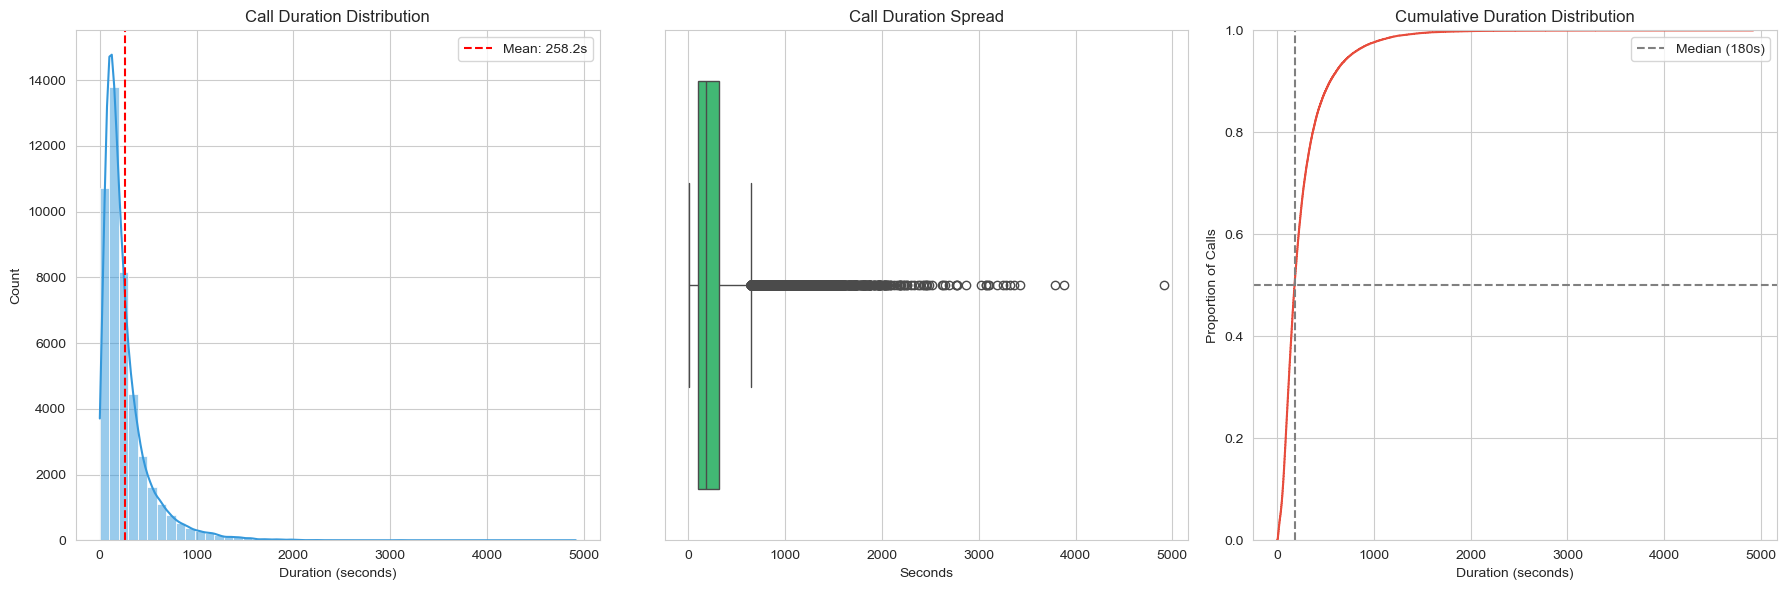 Call Duration Distribution
Mean: 258.2s
14000
12000
10000
8000
6000
4000
2000
0
Count
0 1000 2000 3000 4000 5000
Duration (seconds)
Call Duration Spread
0 1000 2000 3000 4000 5000
Seconds
Cumulative Duration Distribution
Median (180s)
1.0
0.8
0.6
0.4
0.2
0.0
Proportion of Calls
0 1000 2000 3000 4000 5000
Duration (seconds)